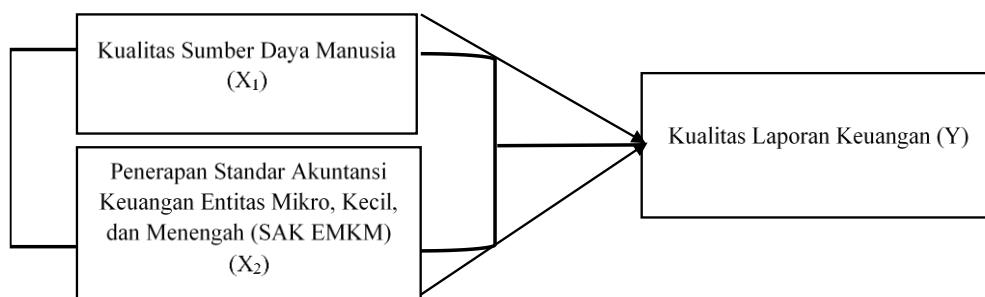 Kualitas Sumber Daya Manusia
(X₁)
Penerapan Standar Akuntansi
Keuangan Entitas Mikro, Kecil,
dan Menengah (SAK EMKM)
(X₂)
Kualitas Laporan Keuangan (Y)